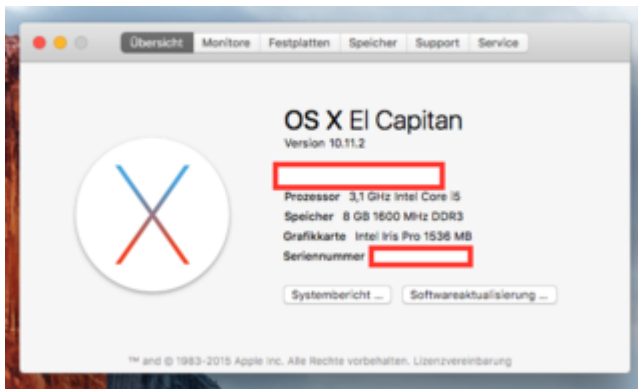 Übersicht Monitore Festplatten Speicher Support Service
OS X El Capitan
Version 10.11.2
Prozessor 3,1 GHz Intel Core i5
Speicher 8 GB 1600 MHz DDR3
Grafikkarte Intel Iris Pro 1536 MB
Seriennummer
Systembericht ... Softwareaktualisierung ...
™ and © 1983-2015 Apple Inc. Alle Rechte vorbehalten. Lizenzvereinbarung